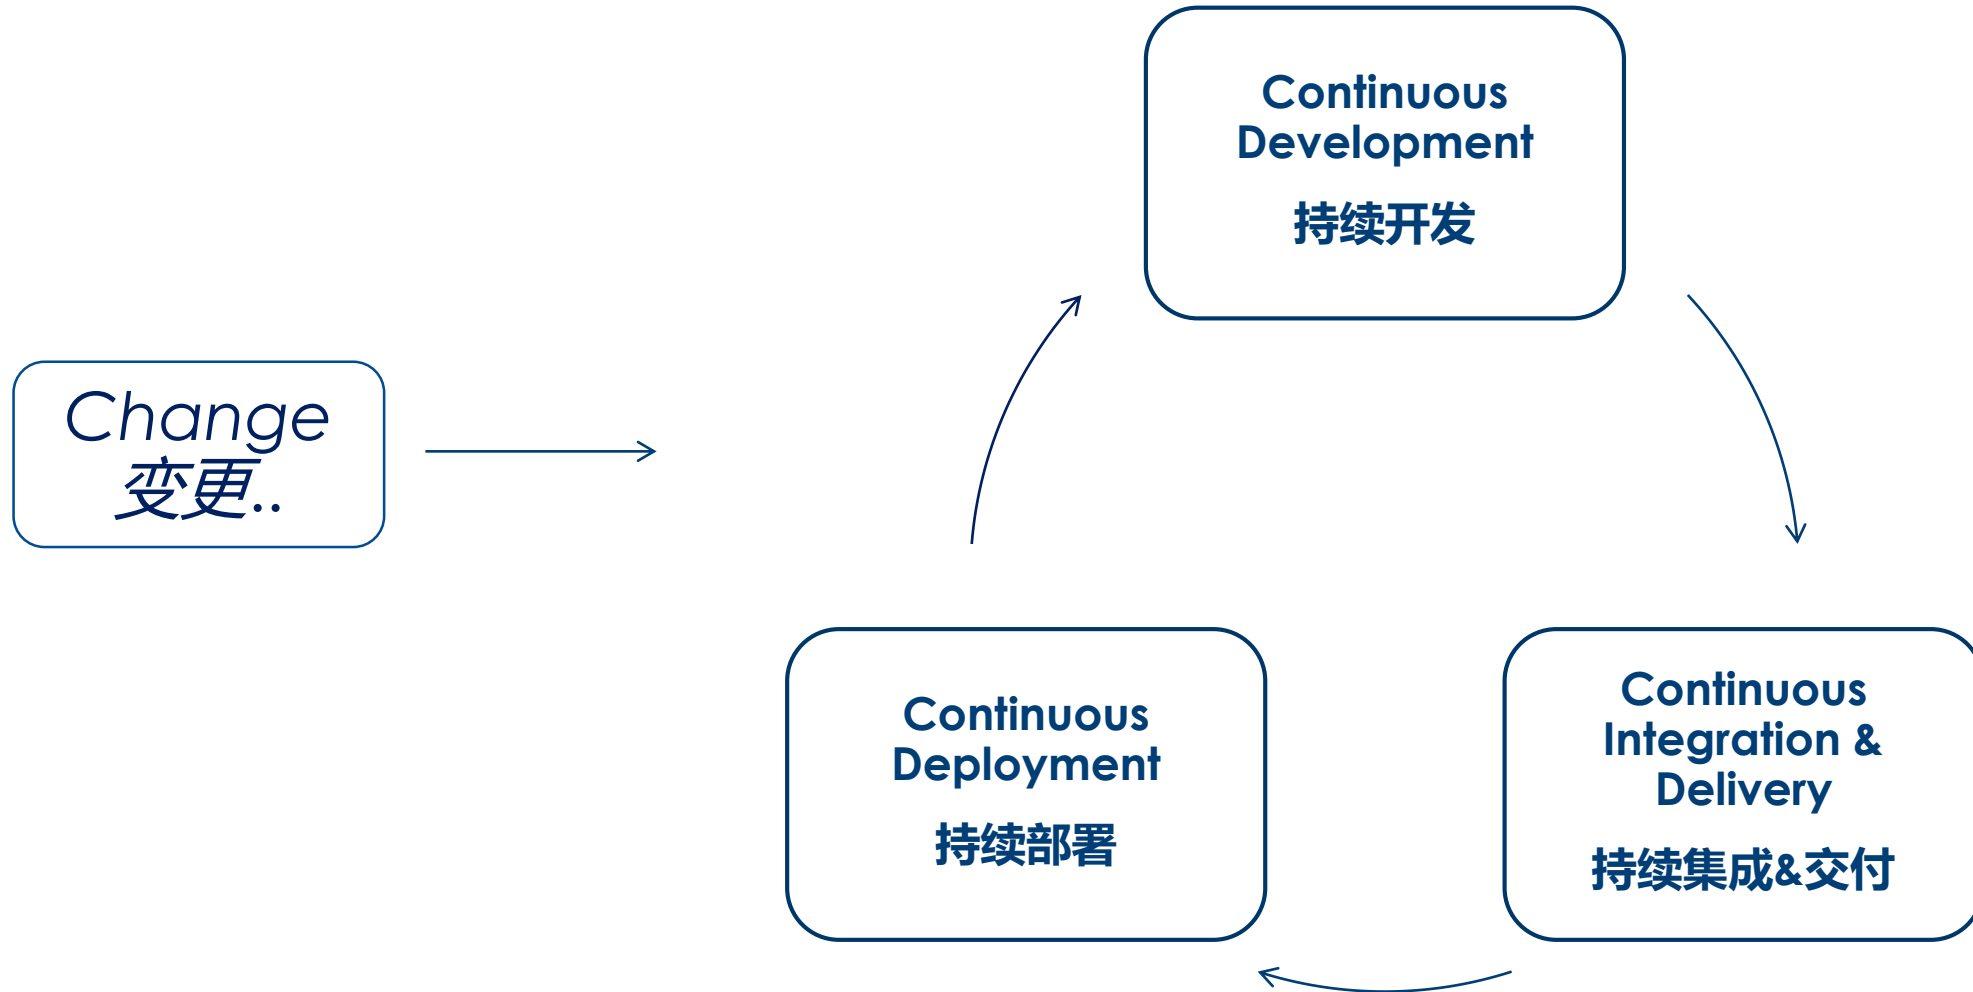 Continuous
Development
持续开发
Change
变更..
Continuous
Deployment
持续部署
Continuous
Integration &
Delivery
持续集成&交付